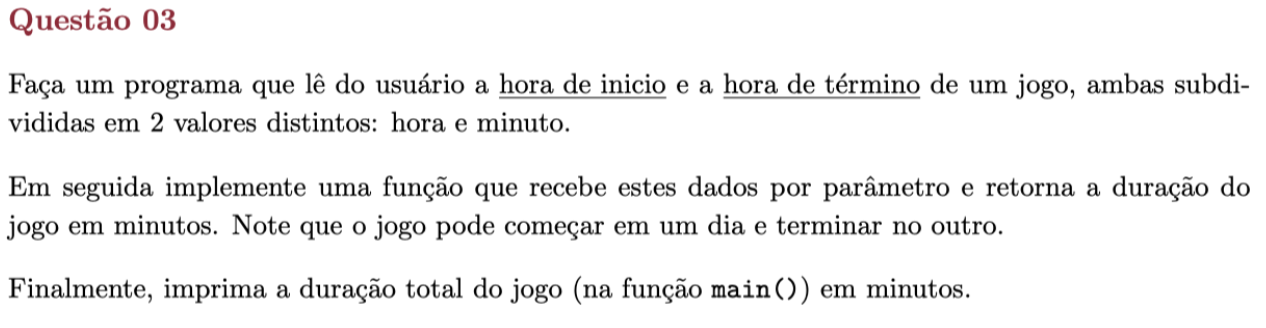 Questão 03
Faça um programa que lê do usuário a hora de inicio e a hora de término de um jogo, ambas subdi-
vididas em 2 valores distintos: hora e minuto.
Em seguida implemente uma função que recebe estes dados por parâmetro e retorna a duração do
jogo em minutos. Note que o jogo pode começar em um dia e terminar no outro.
Finalmente, imprima a duração total do jogo (na função main()) em minutos.